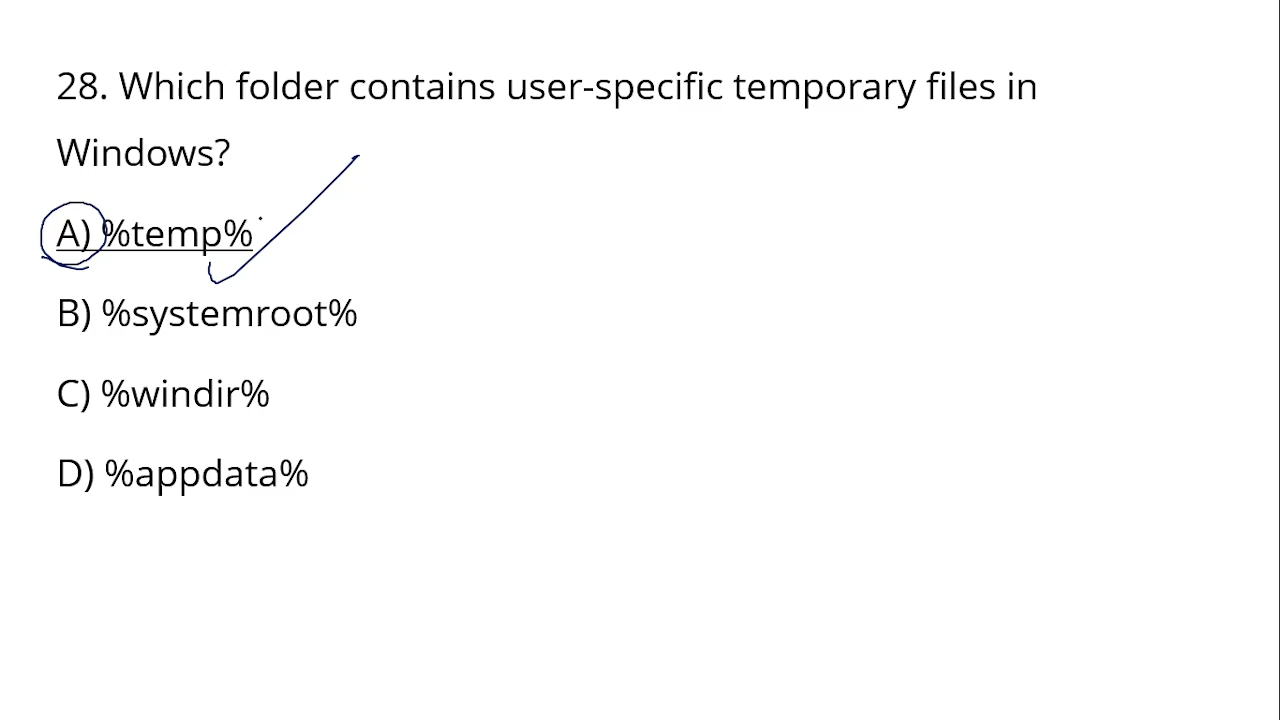 28. Which folder contains user-specific temporary files in
Windows?
A) %temp%
B) %systemroot%
C) %windir%
D) %appdata%